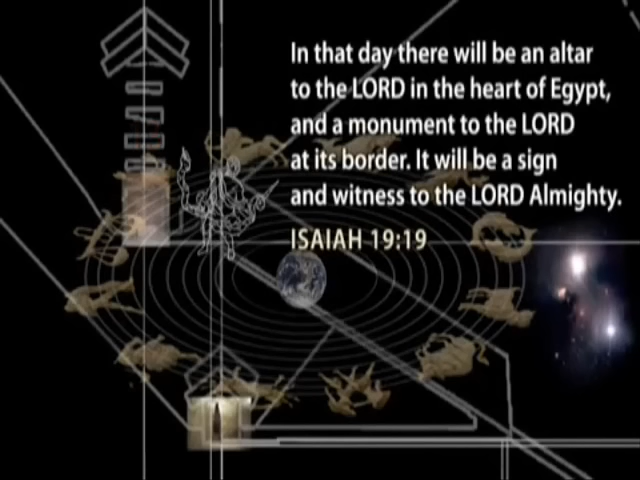 In that day there will be an altar
to the LORD in the heart of Egypt,
and a monument to the LORD
at its border. It will be a sign
and witness to the LORD Almighty.
ISAIAH 19:19